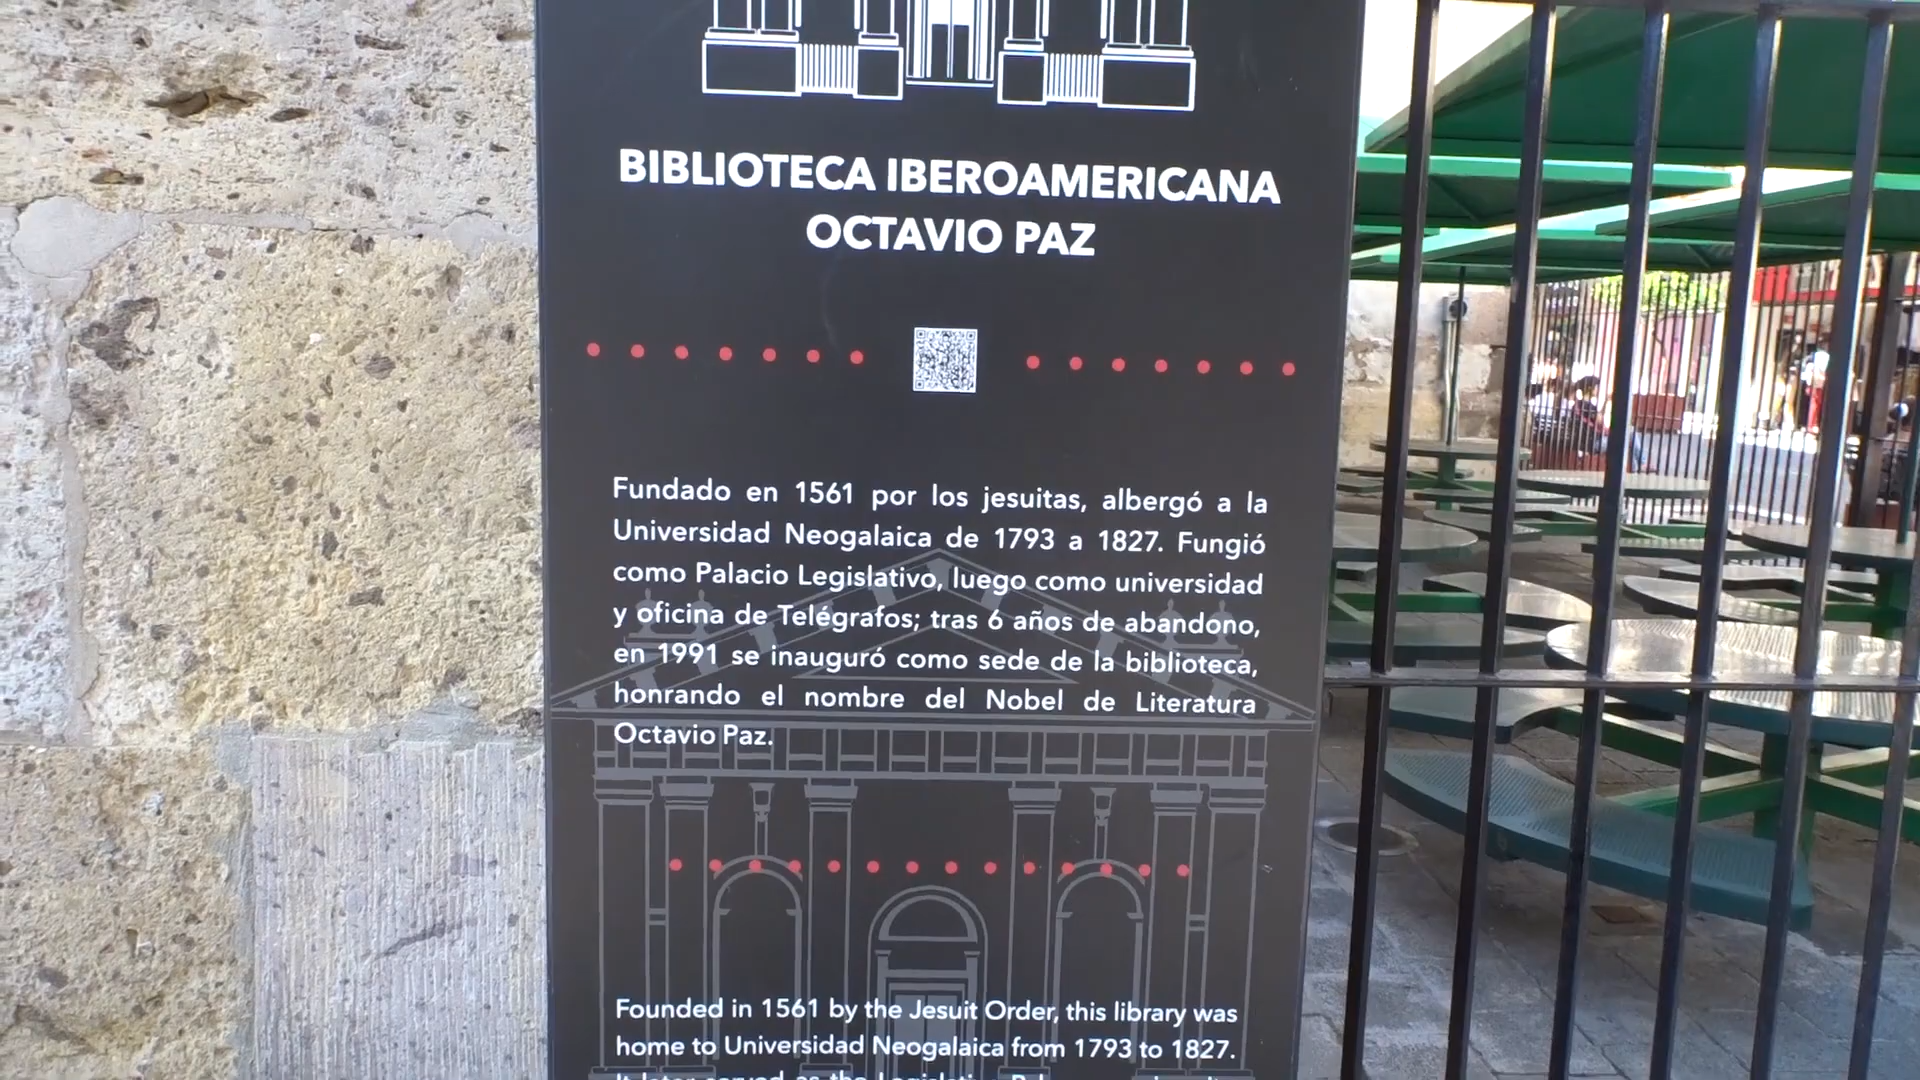 BIBLIOTECA IBEROAMERICANA
OCTAVIO PAZ
Fundado en 1561 por los jesuitas, albergó a la
Universidad Neogalaica de 1793 a 1827. Fungió
como Palacio Legislativo, luego como universidad
y oficina de Telégrafos; tras 6 años de abandono,
en 1991 se inauguró como sede de la biblioteca,
honrando el nombre del Nobel de Literatura
Octavio Paz.
Founded in 1561 by the Jesuit Order, this library was
home to Universidad Neogalaica from 1793 to 1827.